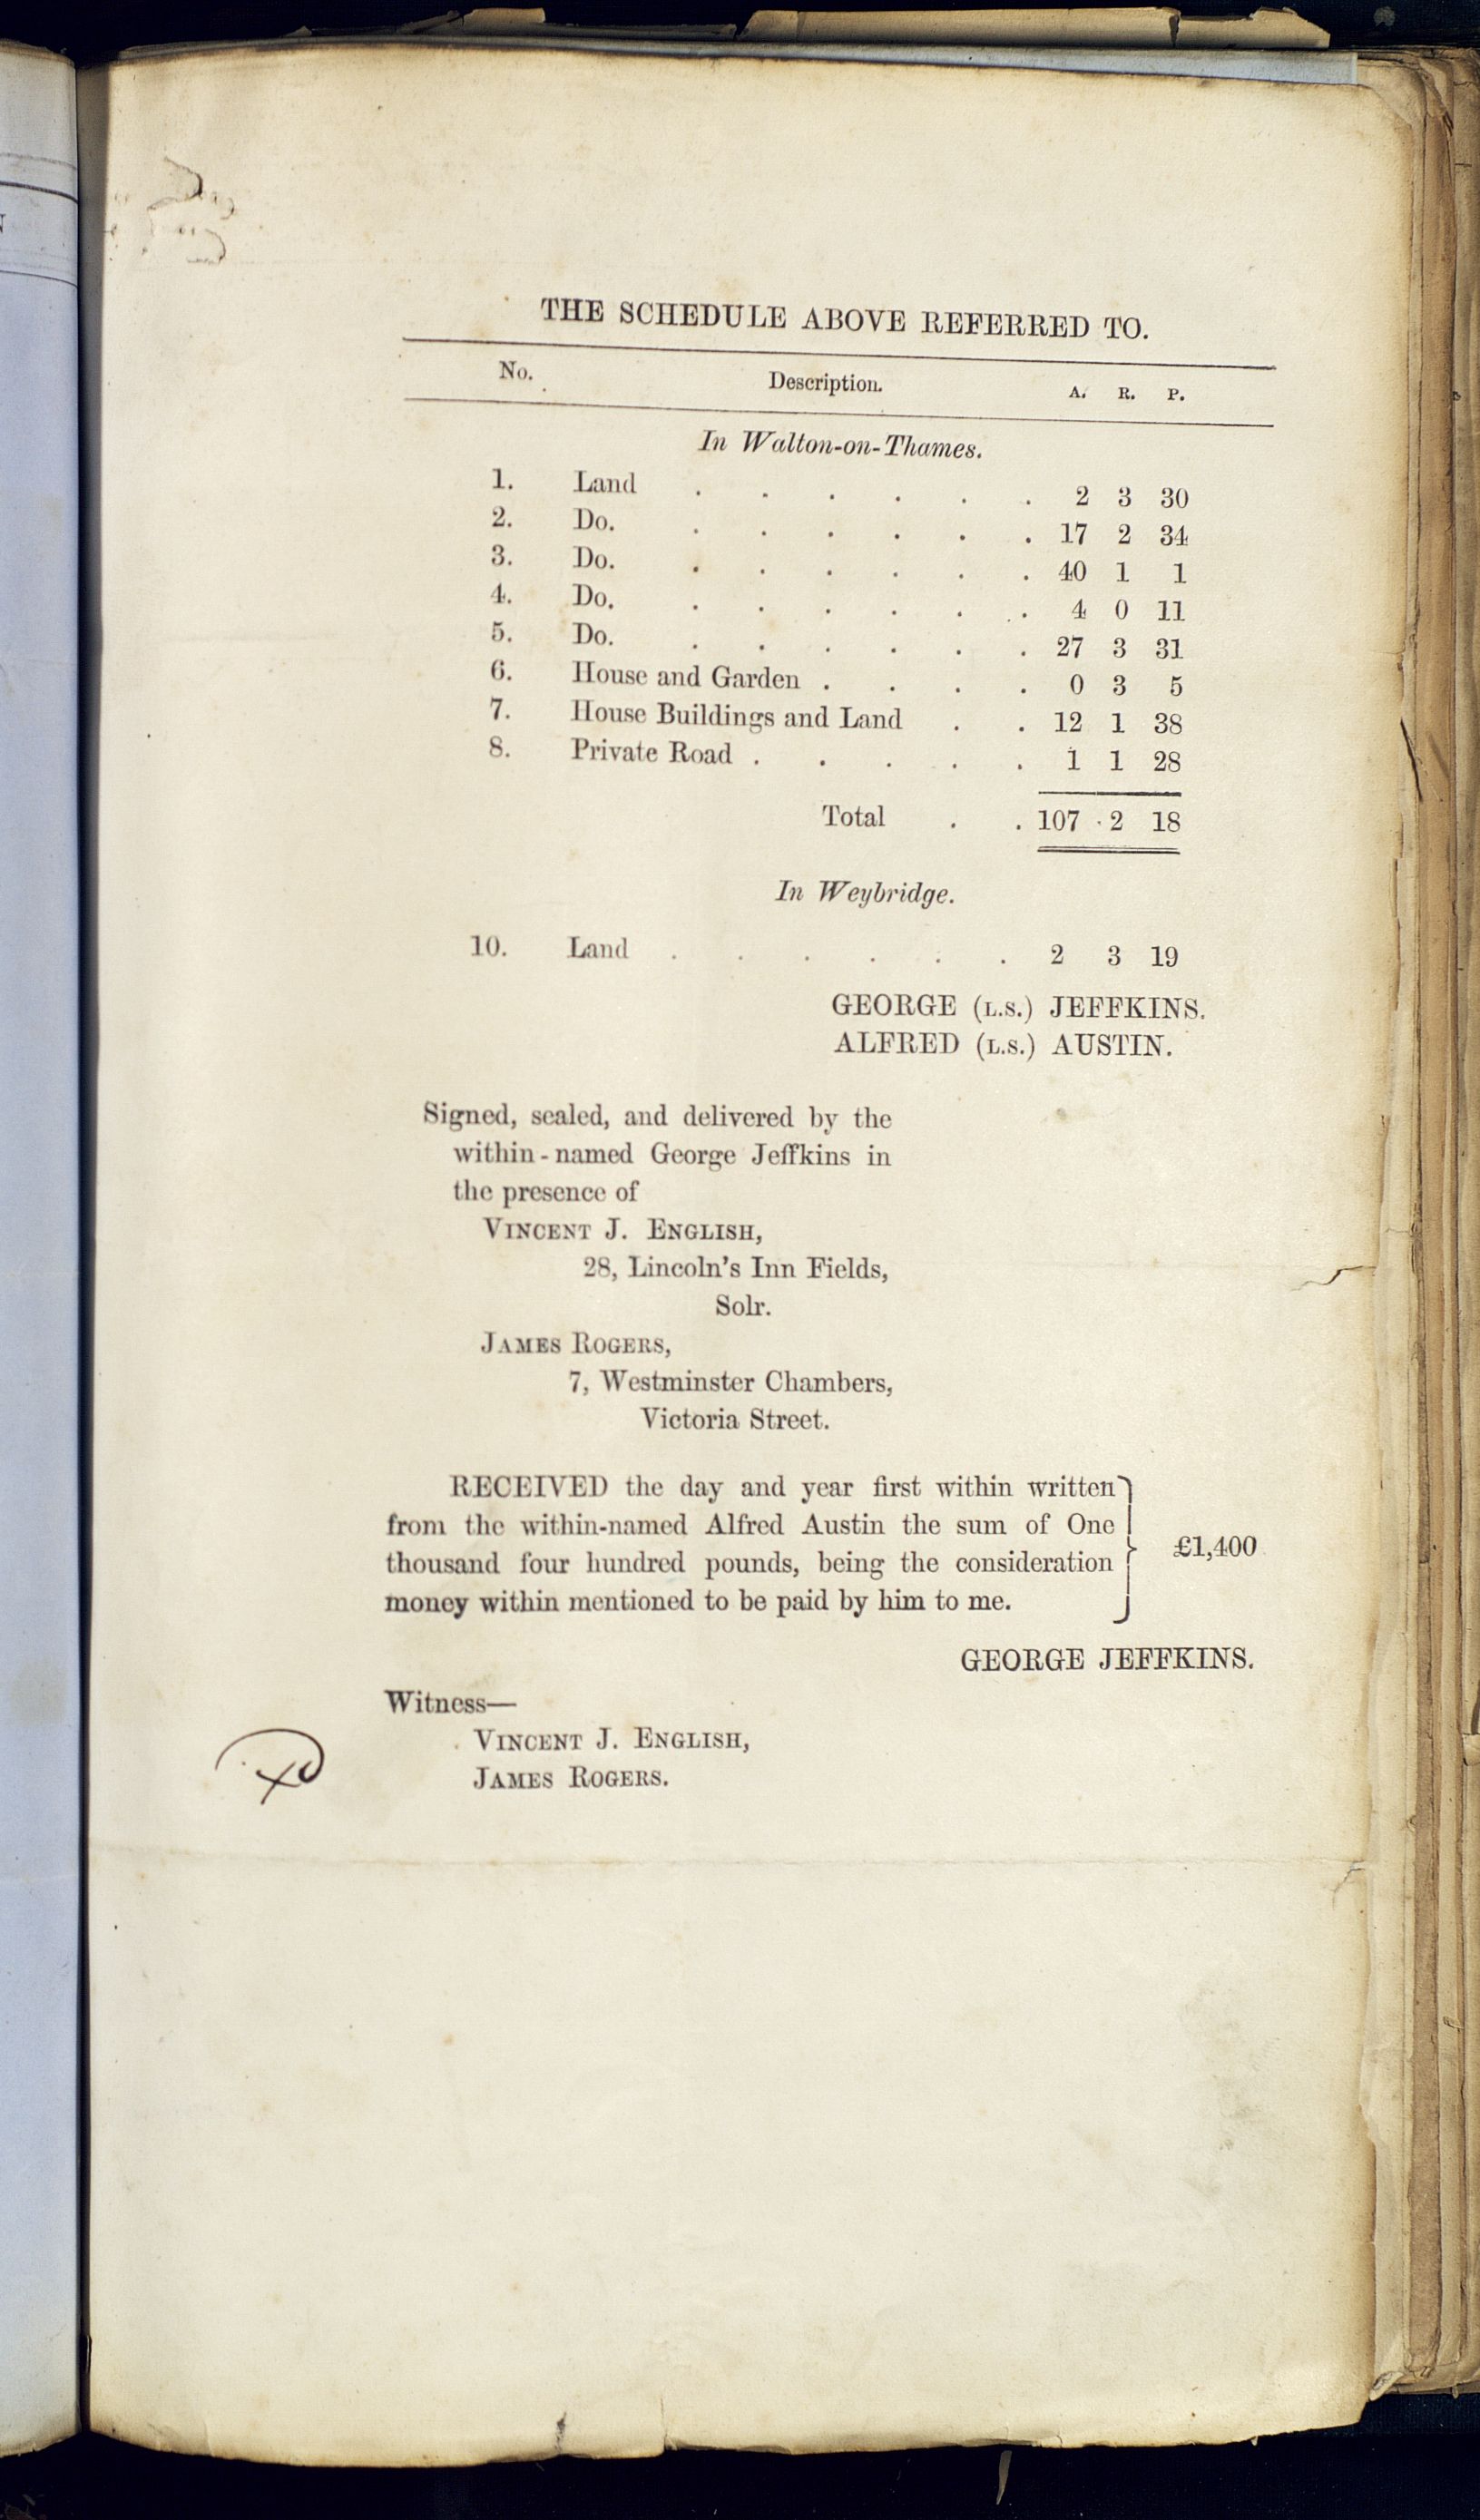 THE SCHEDULE ABOVE REFERRED TO.
No. Description. A. R. P.
In Walton-on-Thames.
1. Land . . . . . . 2 3 30
2. Do. . . . . . . 17 2 34
3. Do. . . . . . . 40 1 1
4. Do. . . . . . . 4 0 11
5. Do. . . . . . . 27 3 31
6. House and Garden . . . . 0 3 5
7. House Buildings and Land . . 12 1 38
8. Private Road . . . . . 1 1 28
Total . . 107 2 18
In Weybridge.
10. Land . . . . . . 2 3 19
GEORGE (L.S.) JEFFKINS.
ALFRED (L.S.) AUSTIN.
Signed, sealed, and delivered by the
within-named George Jeffkins in
the presence of
VINCENT J. ENGLISH,
28, Lincoln's Inn Fields,
Solr.
JAMES ROGERS,
7, Westminster Chambers,
Victoria Street.
RECEIVED the day and year first within written
from the within-named Alfred Austin the sum of One
thousand four hundred pounds, being the consideration
money within mentioned to be paid by him to me.
£1,400
GEORGE JEFFKINS.
Witness—
VINCENT J. ENGLISH,
JAMES ROGERS.